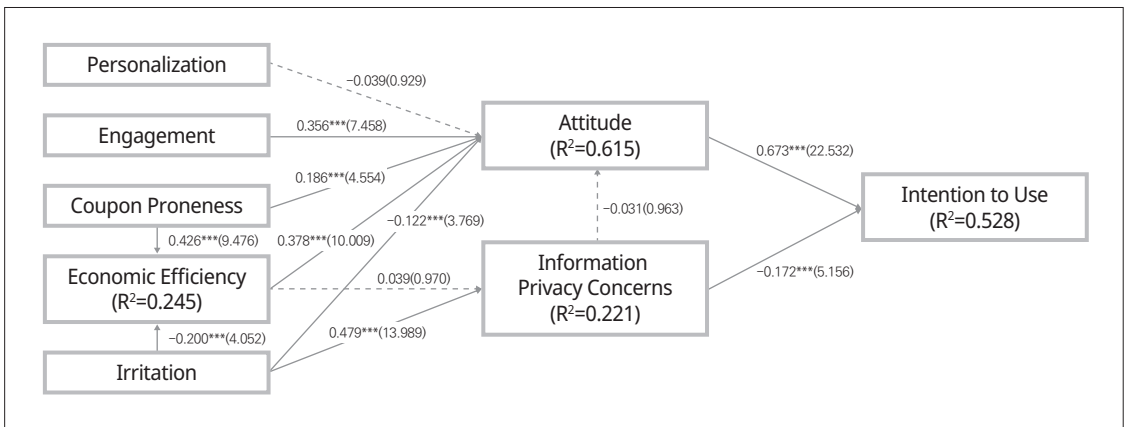 Personalization
−0.039(0.929)
Engagement
0.356***(7.458)
Attitude
(R²=0.615)
0.673***(22.532)
Coupon Proneness
0.186***(4.554)
−0.122***(3.769)
−0.031(0.963)
Intention to Use
(R²=0.528)
0.426***(9.476)
0.378***(10.009)
Economic Efficiency
(R²=0.245)
0.039(0.970)
Information
Privacy Concerns
(R²=0.221)
−0.172***(5.156)
−0.200***(4.052)
0.479***(13.989)
Irritation